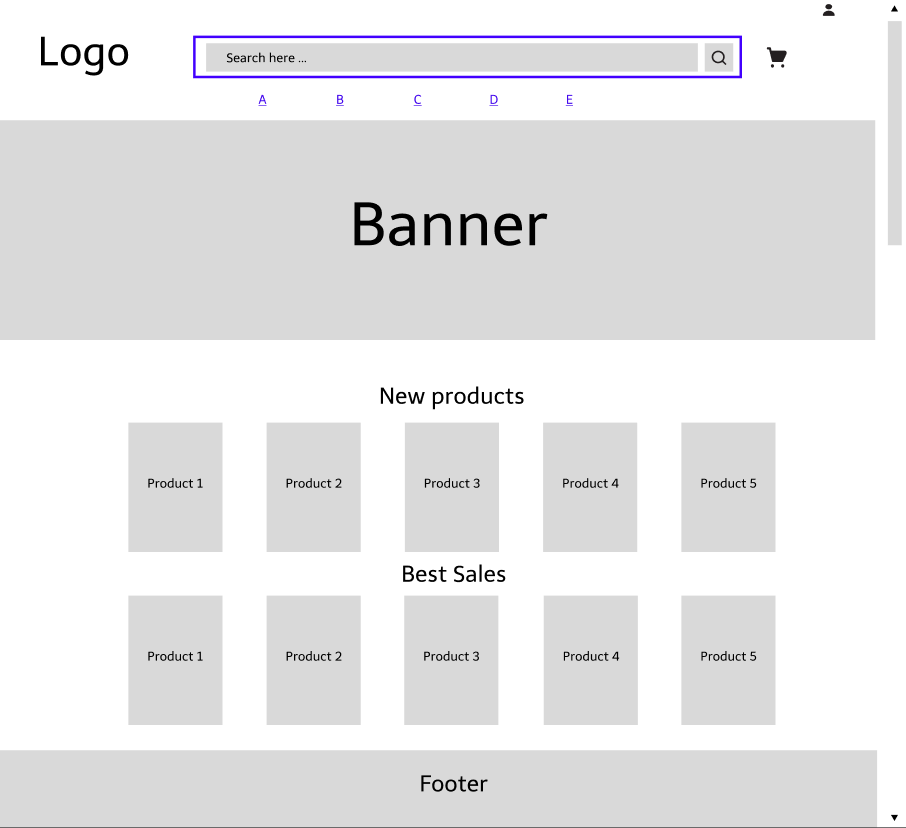 Logo
Search here ...
A B C D E
Banner
New products
Product 1 Product 2 Product 3 Product 4 Product 5
Best Sales
Product 1 Product 2 Product 3 Product 4 Product 5
Footer